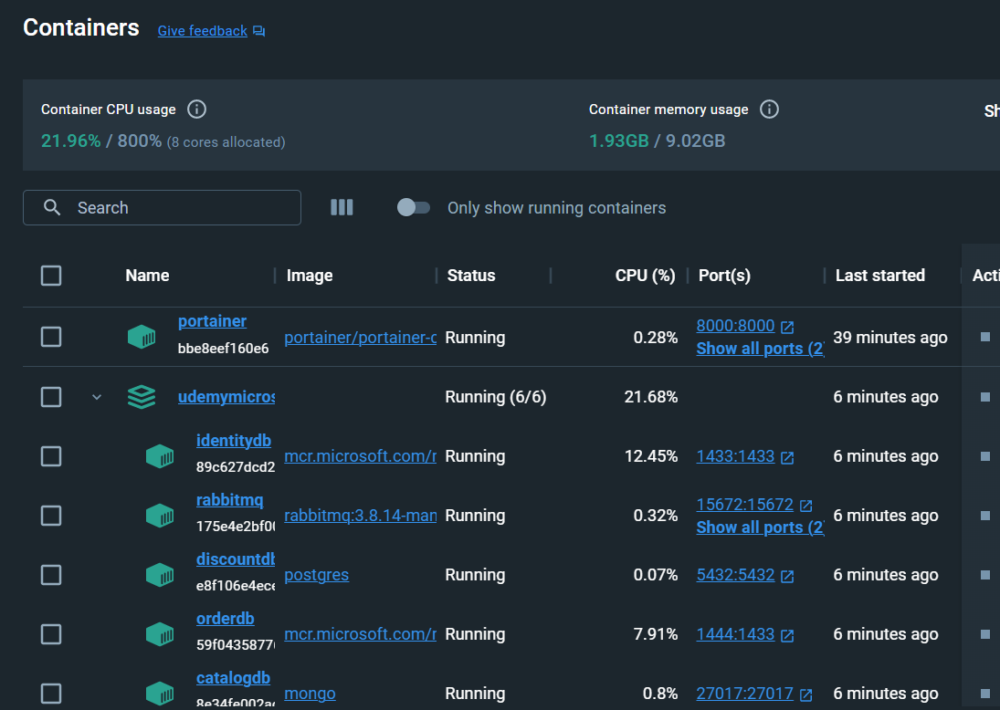 Containers Give feedback
Container CPU usage
21.96% / 800% (8 cores allocated)
Container memory usage
1.93GB / 9.02GB
Sh
Search
Only show running containers
Name Image Status CPU (%) Port(s) Last started Acti
portainer
bbe8eef160e6
portainer/portainer-c Running 0.28% 8000:8000
Show all ports (2)
39 minutes ago
udemymicros Running (6/6) 21.68% 6 minutes ago
identitydb
89c627dcd2
mcr.microsoft.com/r Running 12.45% 1433:1433 6 minutes ago
rabbitmq
175e4e2bf00
rabbitmq:3.8.14-man Running 0.32% 15672:15672
Show all ports (2)
6 minutes ago
discountdb
e8f106e4ece
postgres Running 0.07% 5432:5432 6 minutes ago
orderdb
59f04358770
mcr.microsoft.com/r Running 7.91% 1444:1433 6 minutes ago
catalogdb
8e34fe002ac
mongo Running 0.8% 27017:27017 6 minutes ago